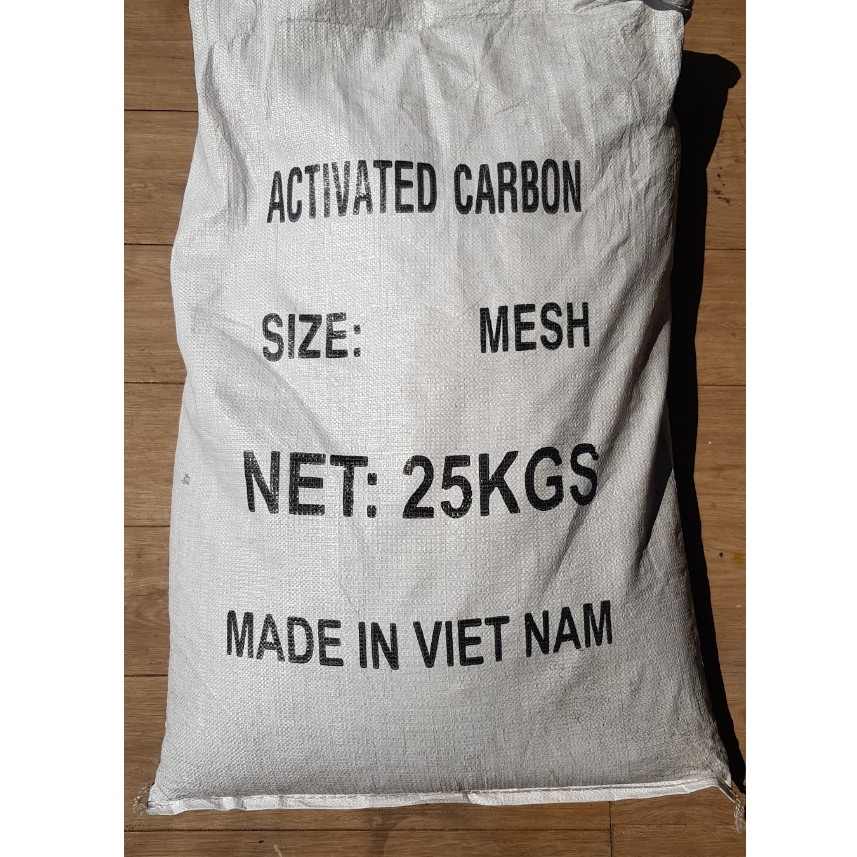 ACTIVATED CARBON
SIZE: MESH
NET: 25KGS
MADE IN VIET NAM